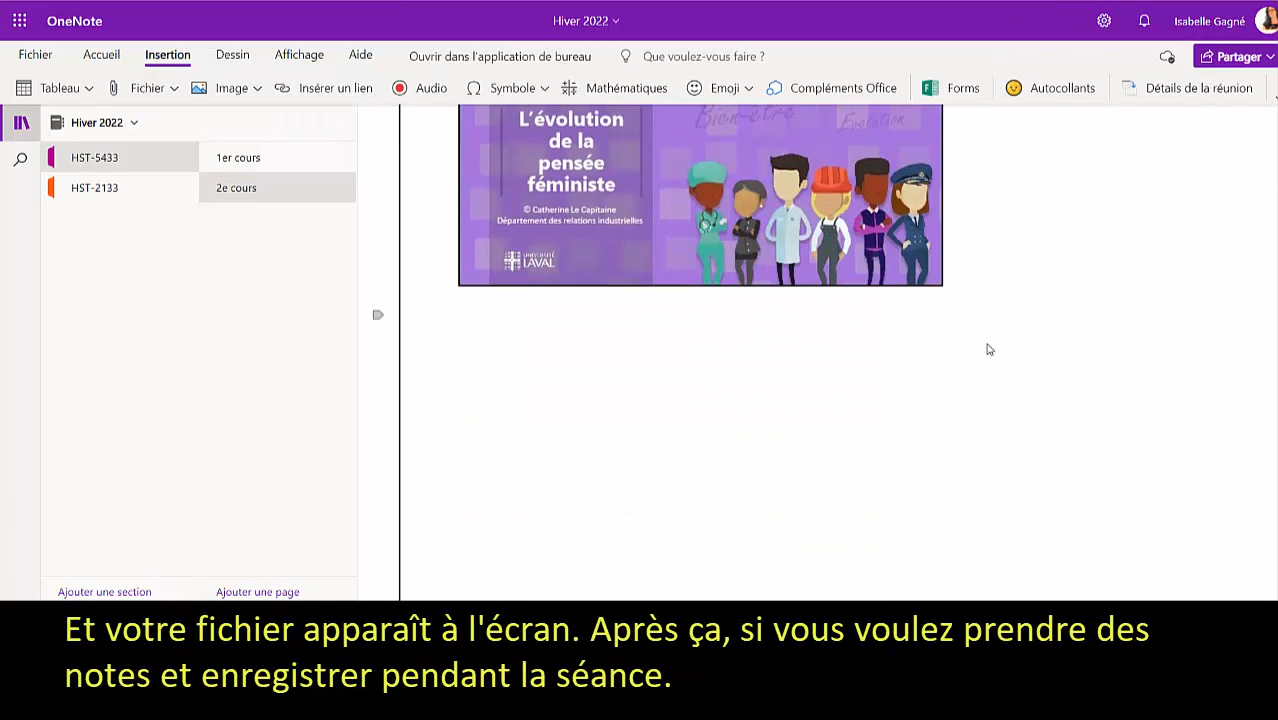 OneNote
Hiver 2022
Isabelle Gagné
Fichier Accueil Insertion Dessin Affichage Aide Ouvrir dans l'application de bureau Que voulez-vous faire ? Partager
Tableau Fichier Image Insérer un lien Audio Symbole Mathématiques Emoji Compléments Office Forms Autocollants Détails de la réunion
Hiver 2022
HST-5433
HST-2133
1er cours
2e cours
L'évolution
de la
pensée
féministe
© Catherine Le Capitaine
Département des relations industrielles
UNIVERSITÉ
LAVAL
Bien-être
Évaluation
Ajouter une section
Ajouter une page
Et votre fichier apparaît à l'écran. Après ça, si vous voulez prendre des
notes et enregistrer pendant la séance.